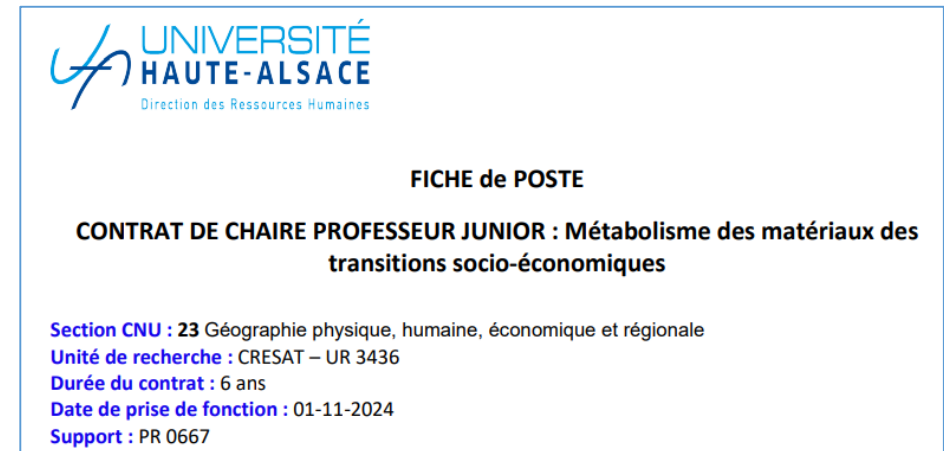 UNIVERSITÉ
HAUTE-ALSACE
Direction des Ressources Humaines
FICHE de POSTE
CONTRAT DE CHAIRE PROFESSEUR JUNIOR : Métabolisme des matériaux des
transitions socio-économiques
Section CNU : 23 Géographie physique, humaine, économique et régionale
Unité de recherche : CRESAT – UR 3436
Durée du contrat : 6 ans
Date de prise de fonction : 01-11-2024
Support : PR 0667